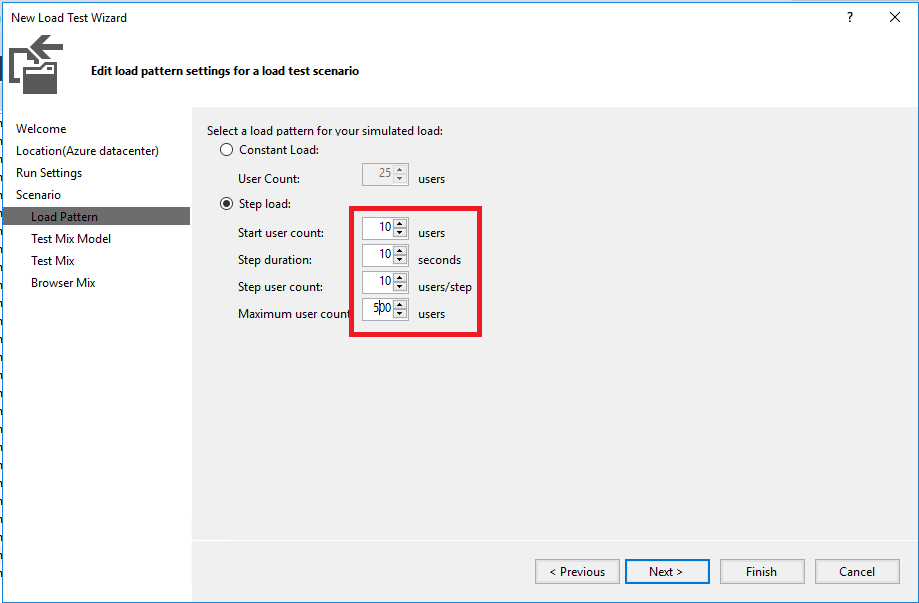 New Load Test Wizard
?
Edit load pattern settings for a load test scenario
Welcome
Location(Azure datacenter)
Run Settings
Scenario
Load Pattern
Test Mix Model
Test Mix
Browser Mix
Select a load pattern for your simulated load:
Constant Load:
User Count: 25 users
Step load:
Start user count: 10 users
Step duration: 10 seconds
Step user count: 10 users/step
Maximum user count 500 users
< Previous Next > Finish Cancel